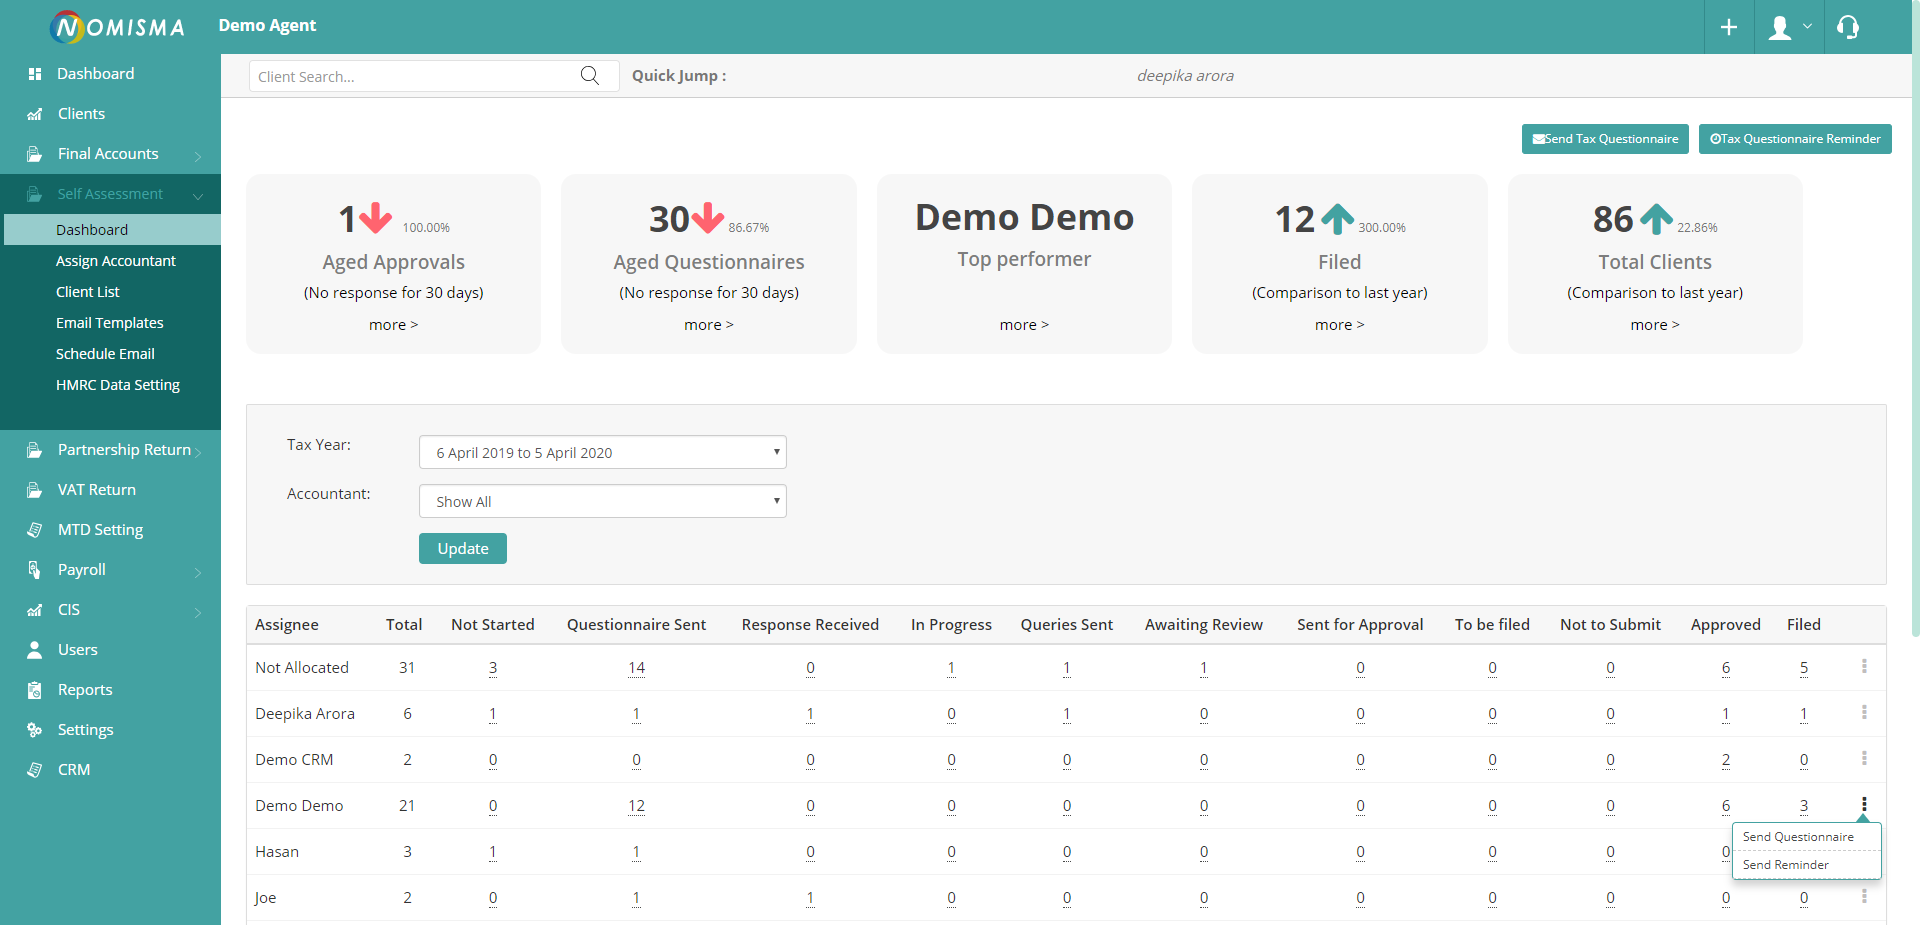 NOMISMA
Demo Agent
Dashboard
Clients
Final Accounts
Self Assessment
Dashboard
Assign Accountant
Client List
Email Templates
Schedule Email
HMRC Data Setting
Partnership Return
VAT Return
MTD Setting
Payroll
CIS
Users
Reports
Settings
CRM
Client Search... Quick Jump : deepika arora
Send Tax Questionnaire Tax Questionnaire Reminder
1 100.00%
Aged Approvals
(No response for 30 days)
more >
30 86.67%
Aged Questionnaires
(No response for 30 days)
more >
Demo Demo
Top performer
more >
12 300.00%
Filed
(Comparison to last year)
more >
86 22.86%
Total Clients
(Comparison to last year)
more >
Tax Year: 6 April 2019 to 5 April 2020
Accountant: Show All
Update
Assignee Total Not Started Questionnaire Sent Response Received In Progress Queries Sent Awaiting Review Sent for Approval To be filed Not to Submit Approved Filed
Not Allocated 31 3 14 0 1 1 1 0 0 0 6 5
Deepika Arora 6 1 1 1 0 1 0 0 0 0 1 1
Demo CRM 2 0 0 0 0 0 0 0 0 0 2 0
Demo Demo 21 0 12 0 0 0 0 0 0 0 6 3
Hasan 3 1 1 0 0 0 0 0 0 0 0
Send Questionnaire
Send Reminder
Joe 2 0 1 1 0 0 0 0 0 0 0 0